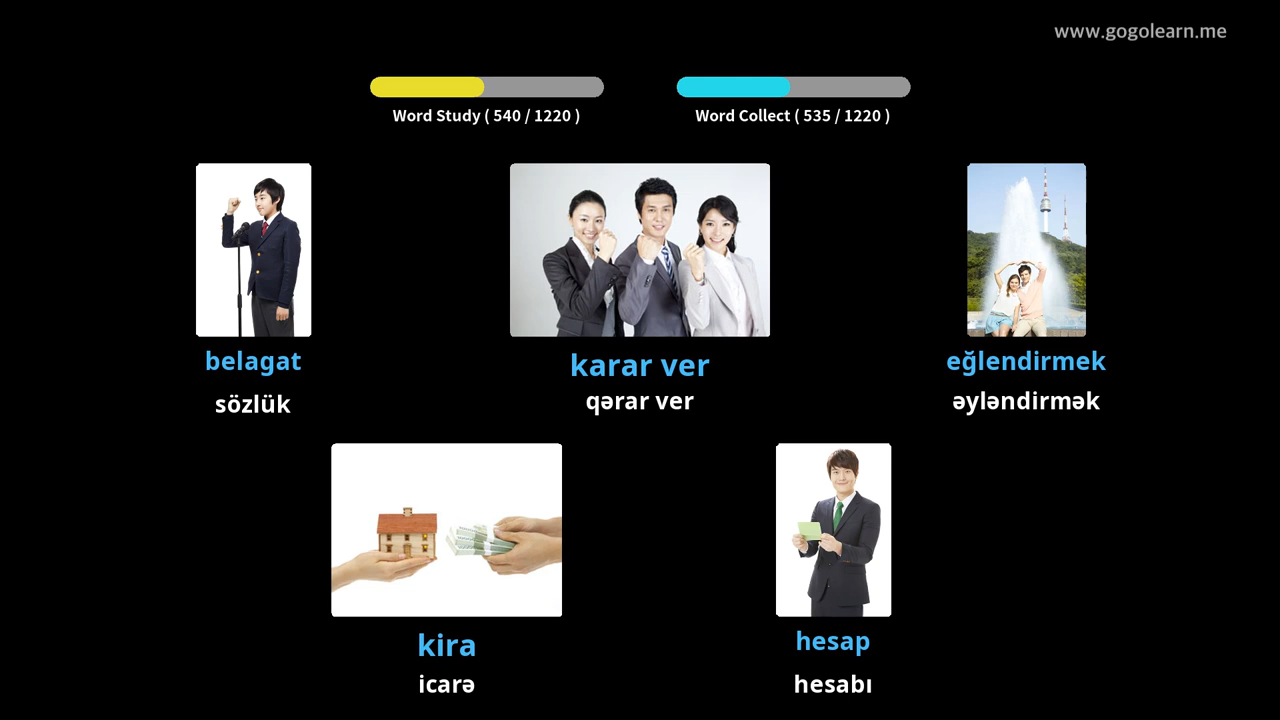 www.gogolearn.me
Word Study ( 540 / 1220 )
Word Collect ( 535 / 1220 )
belagat
sözlük
karar ver
qərar ver
eğlendirmek
əyləndirmək
kira
icarə
hesap
hesabı